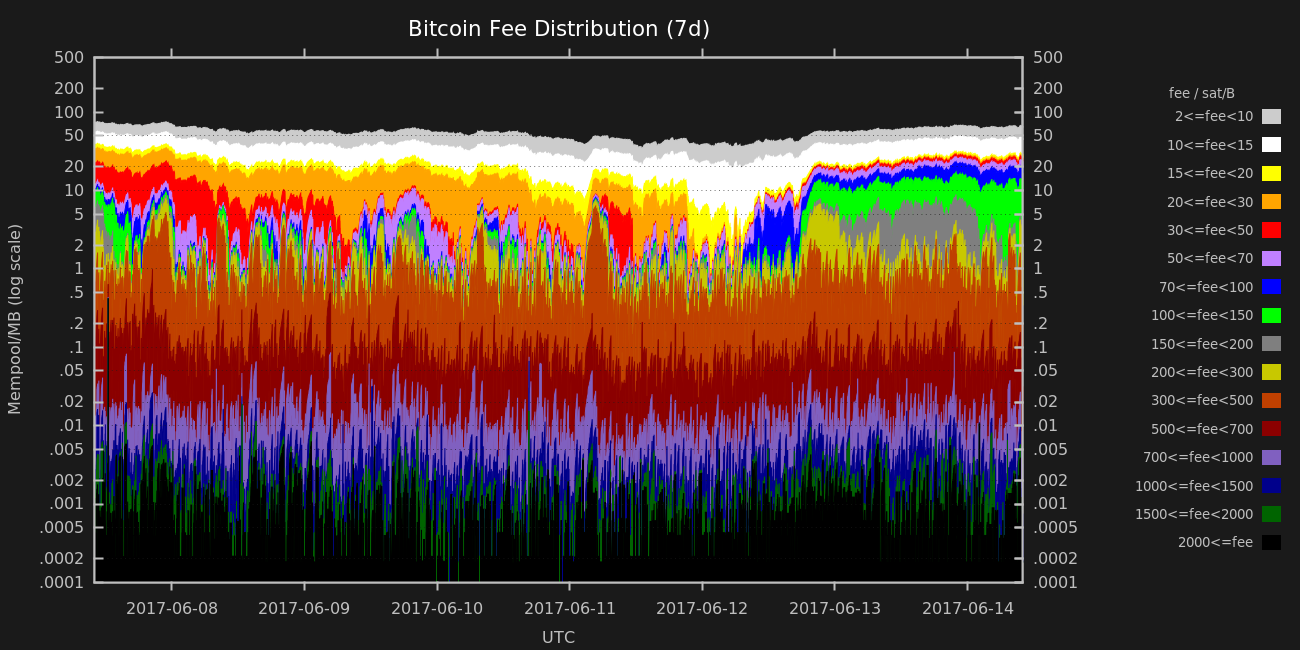 Bitcoin Fee Distribution (7d)
500 500
200 200
100 100
50 50
20 20
10 10
5 5
2 2
1 1
.5 .5
.2 .2
.1 .1
.05 .05
.02 .02
.01 .01
.005 .005
.002 .002
.001 .001
.0005 .0005
.0002 .0002
.0001 .0001
Mempool/MB (log scale)
2017-06-08 2017-06-09 2017-06-10 2017-06-11 2017-06-12 2017-06-13 2017-06-14
UTC
fee / sat/B
2<=fee<10
10<=fee<15
15<=fee<20
20<=fee<30
30<=fee<50
50<=fee<70
70<=fee<100
100<=fee<150
150<=fee<200
200<=fee<300
300<=fee<500
500<=fee<700
700<=fee<1000
1000<=fee<1500
1500<=fee<2000
2000<=fee